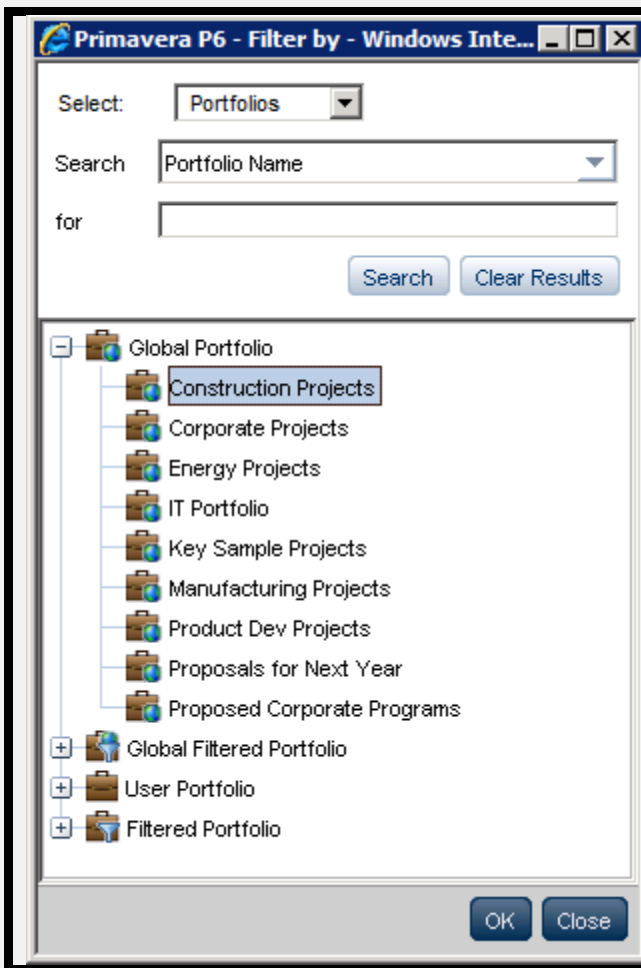 Primavera P6 - Filter by - Windows Inte...
Select: Portfolios
Search Portfolio Name
for
Search Clear Results
Global Portfolio
Construction Projects
Corporate Projects
Energy Projects
IT Portfolio
Key Sample Projects
Manufacturing Projects
Product Dev Projects
Proposals for Next Year
Proposed Corporate Programs
Global Filtered Portfolio
User Portfolio
Filtered Portfolio
OK Close